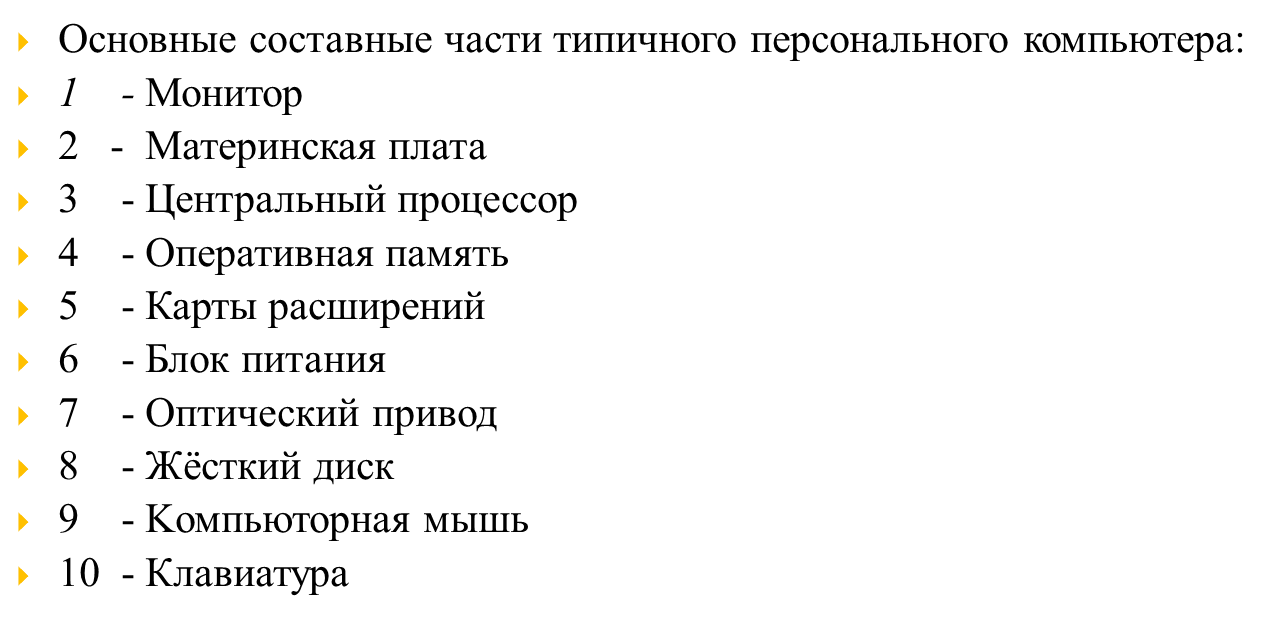 Основные составные части типичного персонального компьютера:
1 - Монитор
2 - Материнская плата
3 - Центральный процессор
4 - Оперативная память
5 - Карты расширений
6 - Блок питания
7 - Оптический привод
8 - Жёсткий диск
9 - Компьюторная мышь
10 - Клавиатура